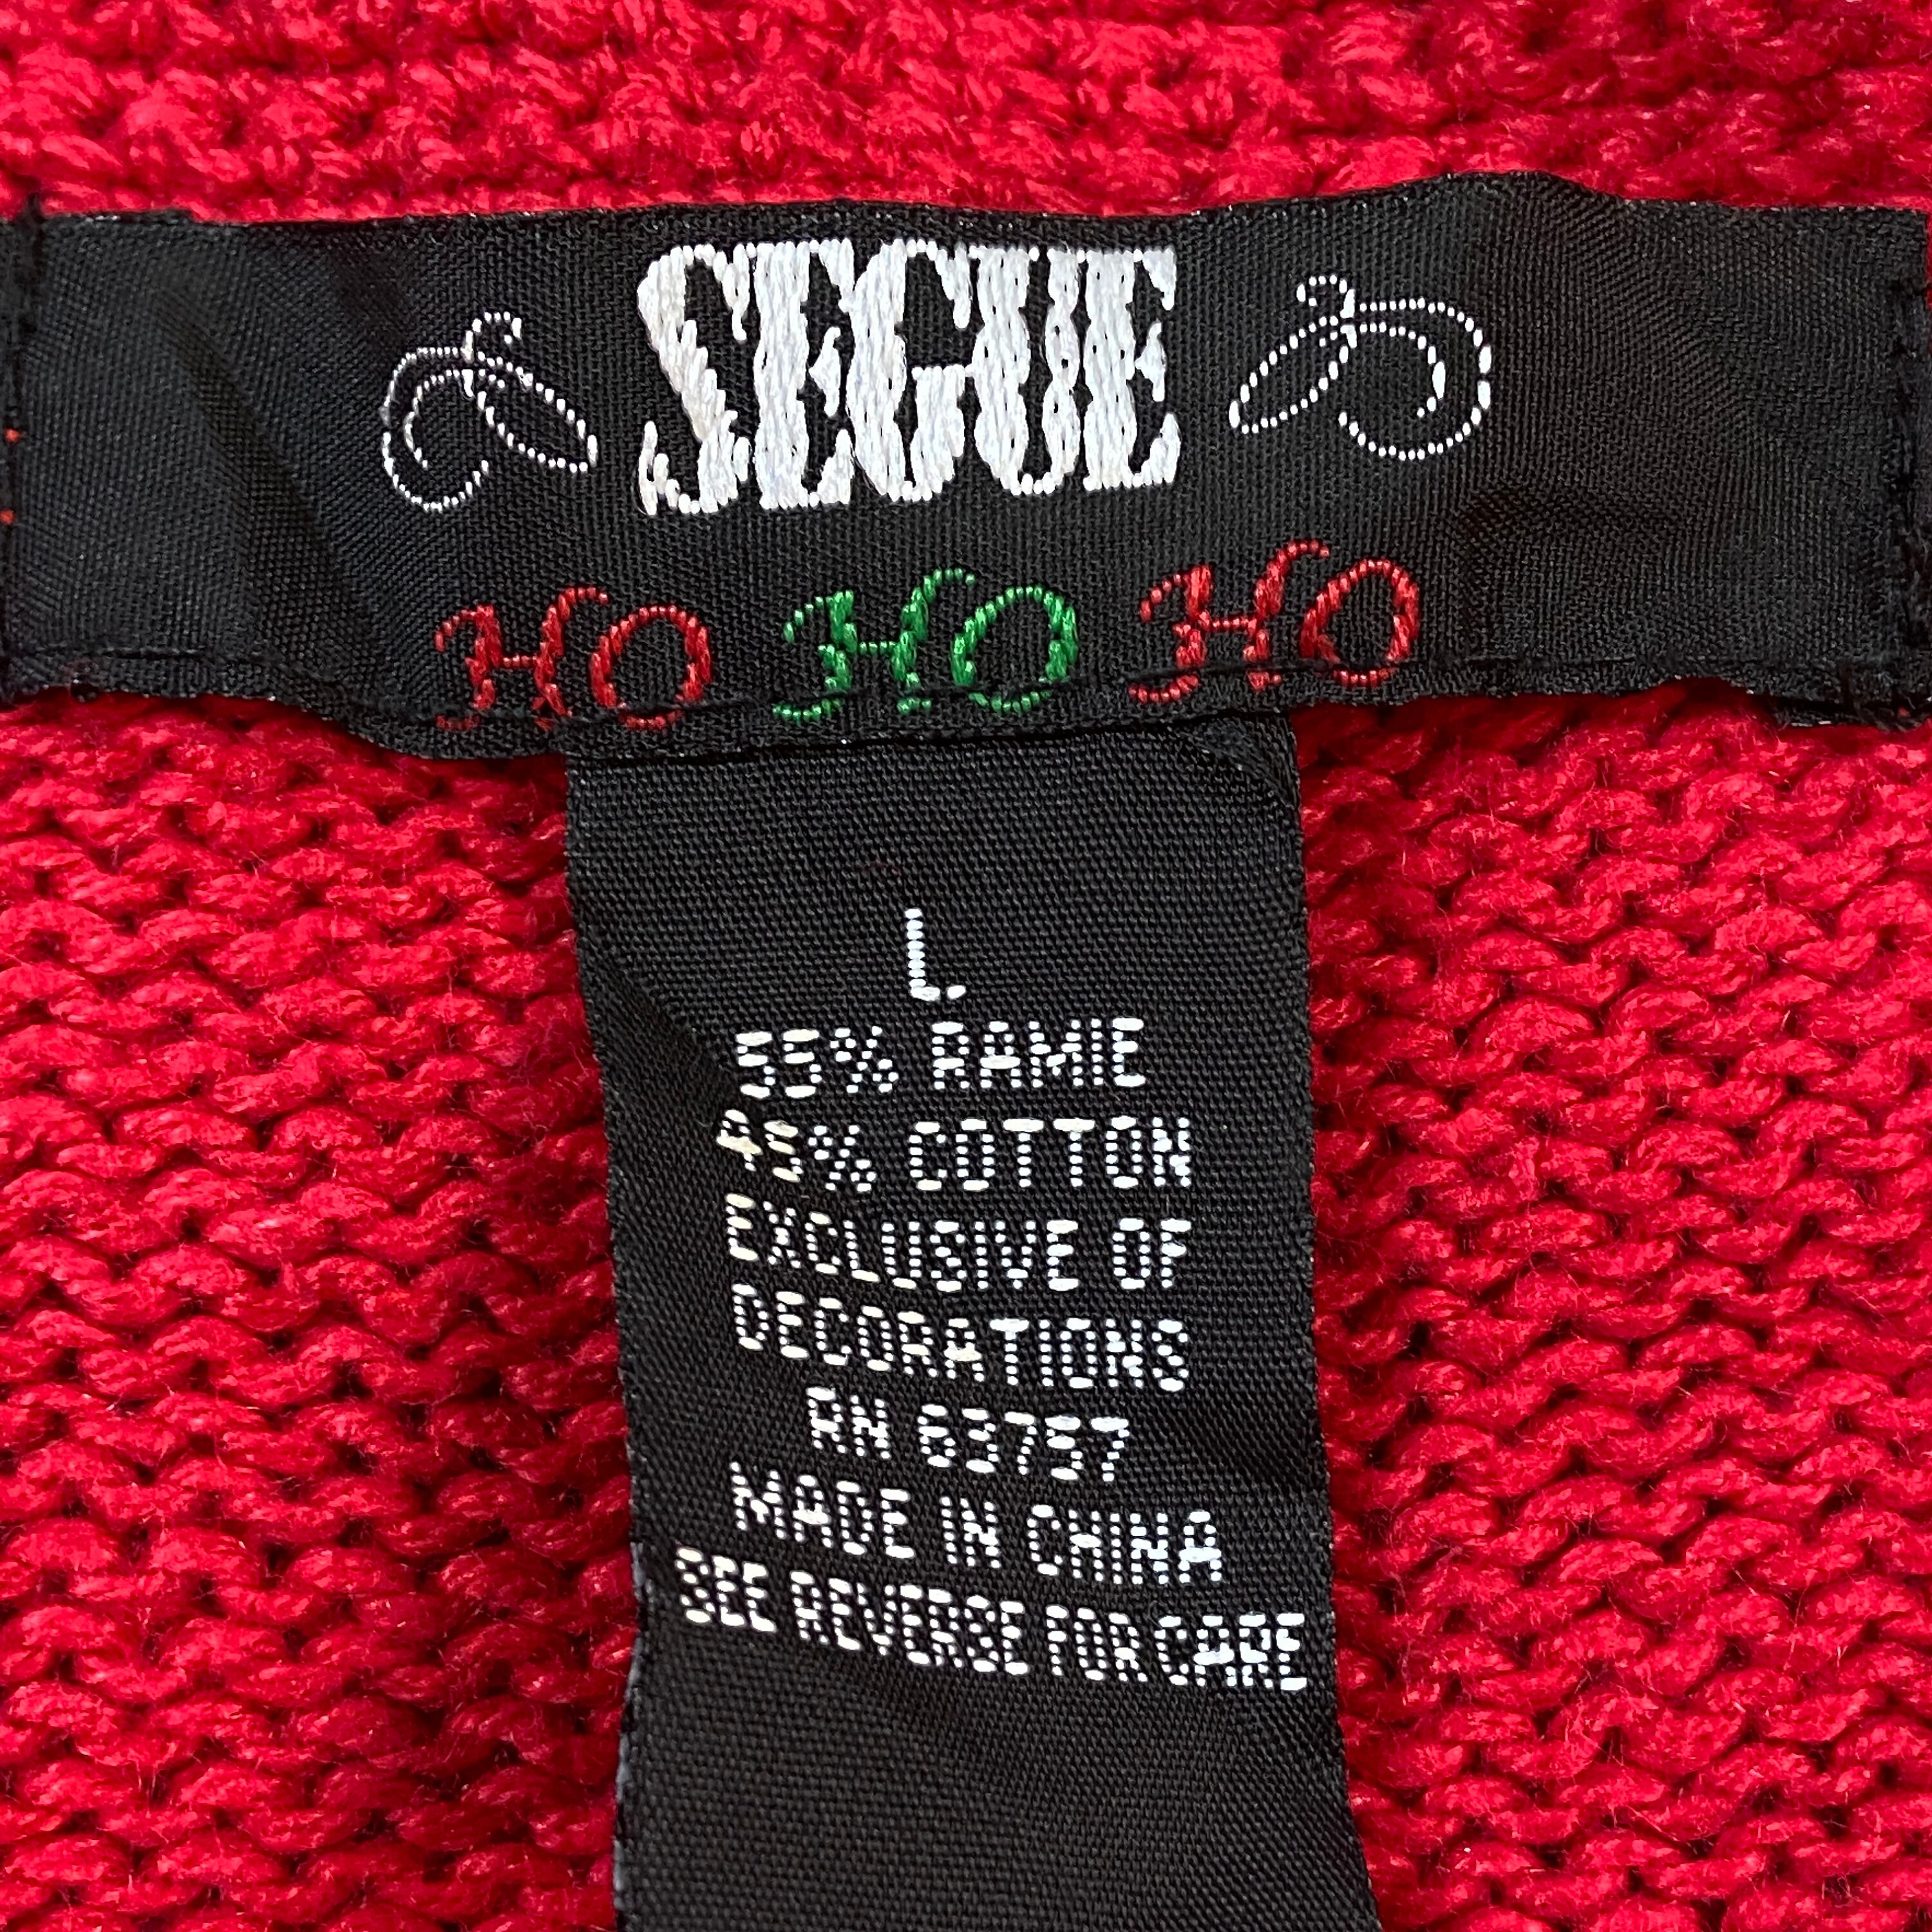 SEGUE
HO HO HO
L
55% RAMIE
45% COTTON
EXCLUSIVE OF
DECORATIONS
RN 63757
MADE IN CHINA
SEE REVERSE FOR CARE